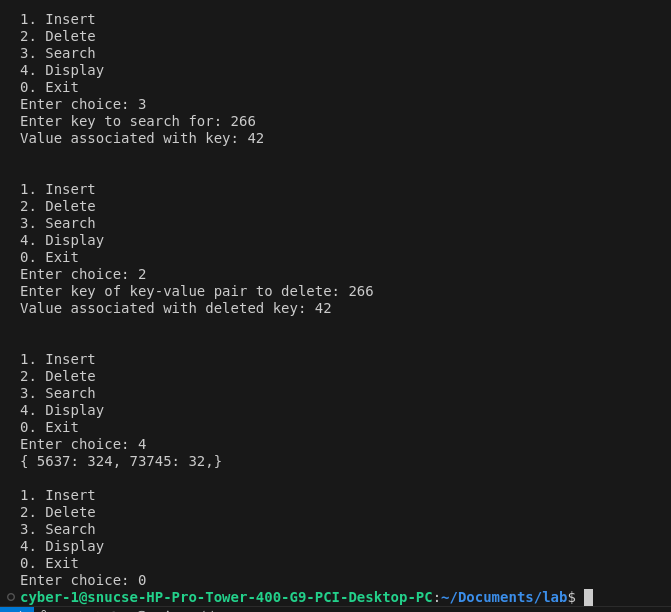 1. Insert
2. Delete
3. Search
4. Display
0. Exit
Enter choice: 3
Enter key to search for: 266
Value associated with key: 42
1. Insert
2. Delete
3. Search
4. Display
0. Exit
Enter choice: 2
Enter key of key-value pair to delete: 266
Value associated with deleted key: 42
1. Insert
2. Delete
3. Search
4. Display
0. Exit
Enter choice: 4
{ 5637: 324, 73745: 32,}
1. Insert
2. Delete
3. Search
4. Display
0. Exit
Enter choice: 0
cyber-1@snucse-HP-Pro-Tower-400-G9-PCI-Desktop-PC:~/Documents/lab$